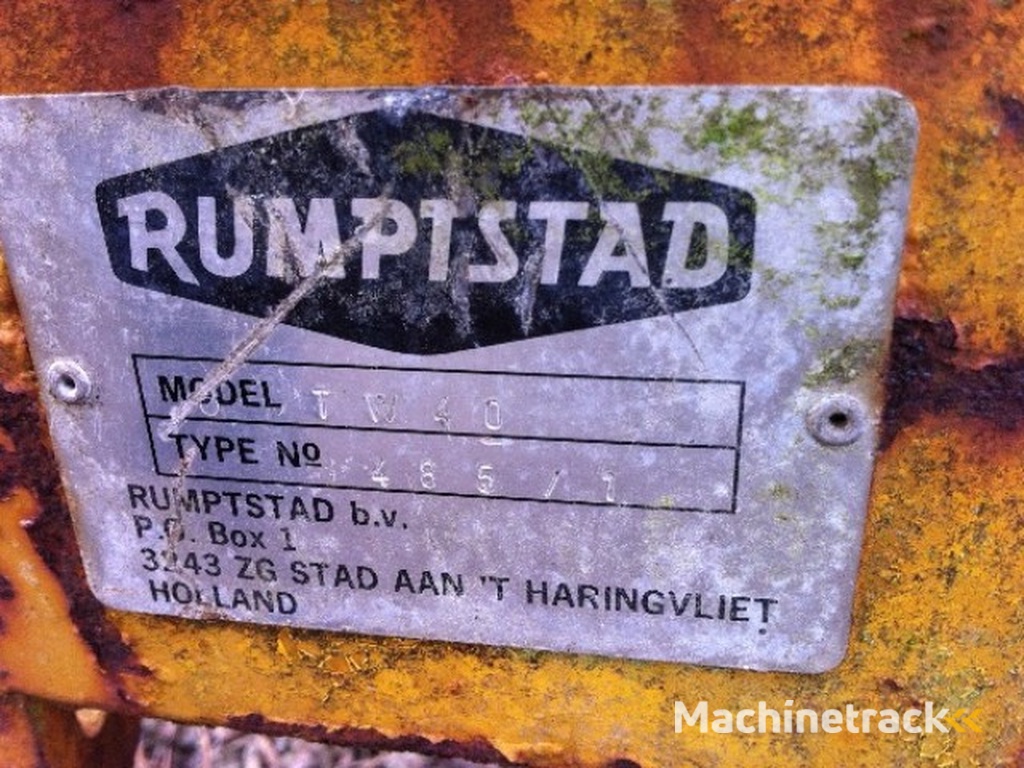 RUMPTSTAD
MODEL TW40
TYPE Nº 465/1
RUMPTSTAD b.v.
P.O. Box 1
3243 ZG STAD AAN 'T HARINGVLIET
HOLLAND
Machinetrack